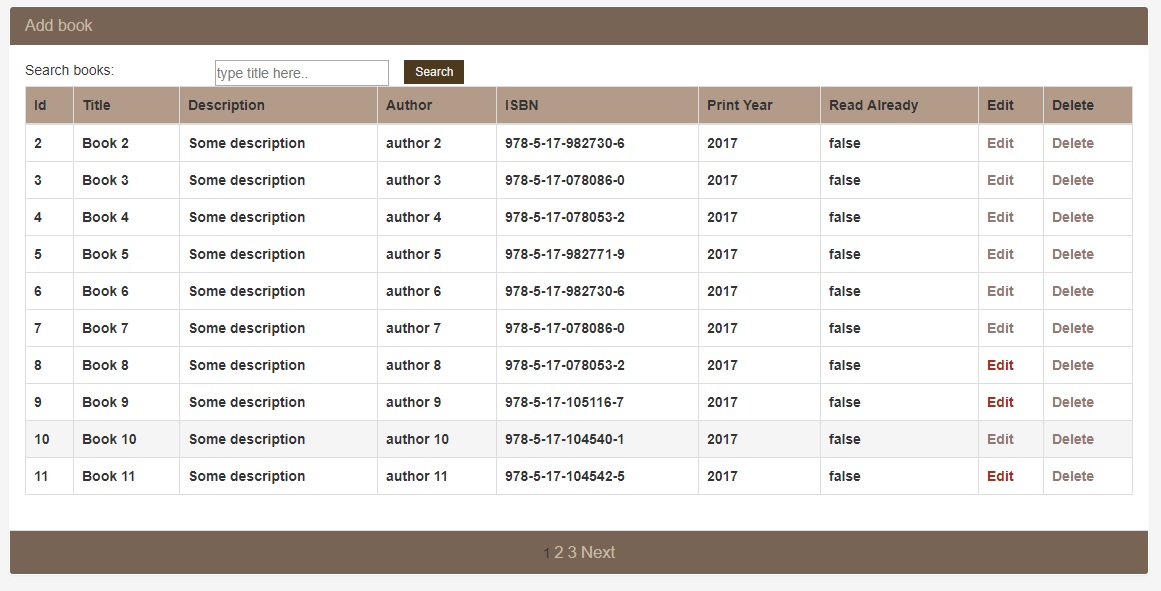 Add book
Search books: type title here.. Search
Id Title Description Author ISBN Print Year Read Already Edit Delete
2 Book 2 Some description author 2 978-5-17-982730-6 2017 false Edit Delete
3 Book 3 Some description author 3 978-5-17-078086-0 2017 false Edit Delete
4 Book 4 Some description author 4 978-5-17-078053-2 2017 false Edit Delete
5 Book 5 Some description author 5 978-5-17-982771-9 2017 false Edit Delete
6 Book 6 Some description author 6 978-5-17-982730-6 2017 false Edit Delete
7 Book 7 Some description author 7 978-5-17-078086-0 2017 false Edit Delete
8 Book 8 Some description author 8 978-5-17-078053-2 2017 false Edit Delete
9 Book 9 Some description author 9 978-5-17-105116-7 2017 false Edit Delete
10 Book 10 Some description author 10 978-5-17-104540-1 2017 false Edit Delete
11 Book 11 Some description author 11 978-5-17-104542-5 2017 false Edit Delete
1 2 3 Next